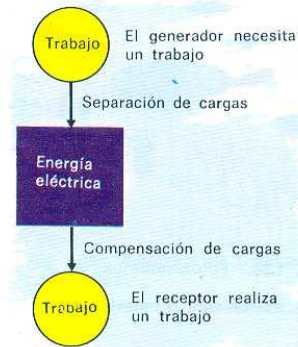 Trabajo
El generador necesita
un trabajo
Separación de cargas
Energía
eléctrica
Compensación de cargas
Trabajo
El receptor realiza
un trabajo